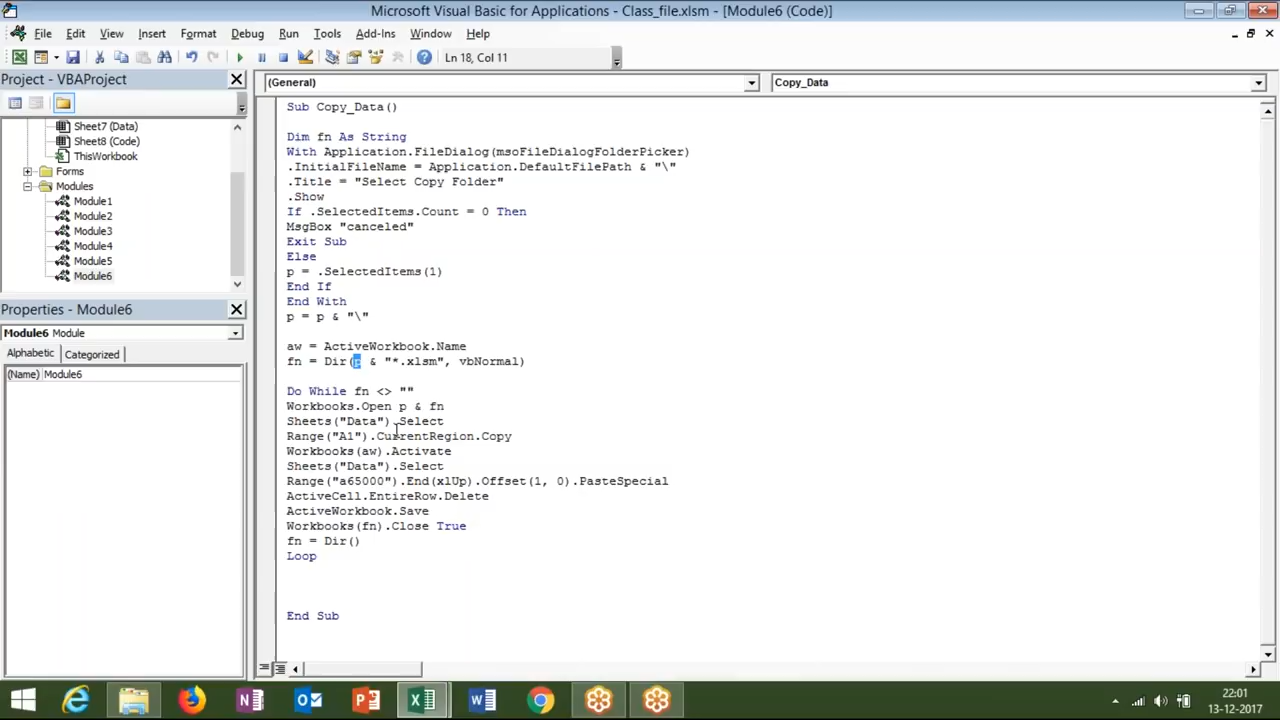 Microsoft Visual Basic for Applications - Class_file.xlsm - [Module6 (Code)]
File Edit View Insert Format Debug Run Tools Add-Ins Window Help
Ln 18, Col 11
Project - VBAProject
(General)
Copy_Data
Sheet7 (Data)
Sheet8 (Code)
ThisWorkbook
Forms
Modules
Module1
Module2
Module3
Module4
Module5
Module6
Properties - Module6
Module6 Module
Alphabetic Categorized
(Name) Module6
Sub Copy_Data()
Dim fn As String
With Application.FileDialog(msoFileDialogFolderPicker)
.InitialFileName = Application.DefaultFilePath & "\"
.Title = "Select Copy Folder"
.Show
If .SelectedItems.Count = 0 Then
MsgBox "canceled"
Exit Sub
Else
p = .SelectedItems(1)
End If
End With
p = p & "\"
aw = ActiveWorkbook.Name
fn = Dir(p & "*.xlsm", vbNormal)
Do While fn <> ""
Workbooks.Open p & fn
Sheets("Data").Select
Range("A1").CurrentRegion.Copy
Workbooks(aw).Activate
Sheets("Data").Select
Range("a65000").End(xlUp).Offset(1, 0).PasteSpecial
ActiveCell.EntireRow.Delete
ActiveWorkbook.Save
Workbooks(fn).Close True
fn = Dir()
Loop
End Sub
22:01
13-12-2017